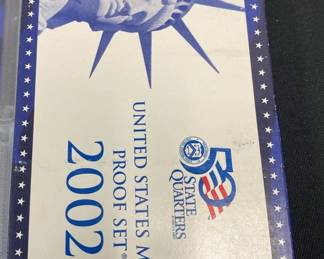 50
STATE
QUARTERS
UNITED STATES M
PROOF SET®
2002